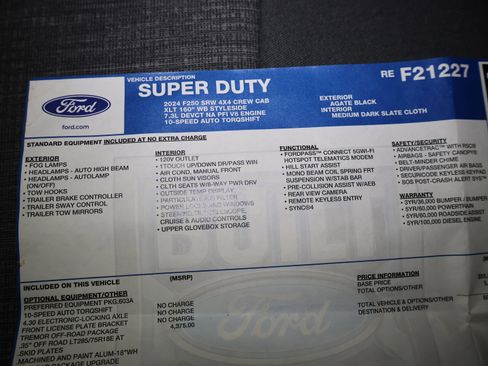 VEHICLE DESCRIPTION
SUPER DUTY
2024 F250 SRW 4X4 CREW CAB
XLT 160" WB STYLESIDE
7.3L DEVCT NA PFI V8 ENGINE
10-SPEED AUTO TORQSHIFT
EXTERIOR
AGATE BLACK
INTERIOR
MEDIUM DARK SLATE CLOTH
RE F21227
Ford
ford.com
STANDARD EQUIPMENT INCLUDED AT NO EXTRA CHARGE
EXTERIOR
- FOG LAMPS
- HEADLAMPS - AUTO HIGH BEAM
- HEADLAMPS - AUTOLAMP
(ON/OFF)
- TOW HOOKS
- TRAILER BRAKE CONTROLLER
- TRAILER SWAY CONTROL
- TRAILER TOW MIRRORS
INTERIOR
- 120V OUTLET
- 1TOUCH UP/DOWN DR/PASS WIN
- AIR COND, MANUAL FRONT
- CLOTH SUN VISORS
- CLTH SEATS W/8-WAY PWR DRV
- OUTSIDE TEMP DISPLAY
- PARTICULATE AIR FILTER
- POWER LOCKS AND WINDOWS
- STEERING, TILT/TELESCOPE,
CRUISE & AUDIO CONTROLS
- UPPER GLOVEBOX STORAGE
FUNCTIONAL
- FORDPASS™ CONNECT 5GWI-FI
HOTSPOT TELEMATICS MODEM
- HILL START ASSIST
- MONO BEAM COIL SPRING FRT
SUSPENSION W/STAB BAR
- PRE-COLLISION ASSIST W/AEB
- REAR VIEW CAMERA
- REMOTE KEYLESS ENTRY
- SYNC®4
SAFETY/SECURITY
- ADVANCETRAC™ WITH RSC®
- AIRBAGS - SAFETY CANOPY®
- BELT-MINDER CHIME
- DRIVER/PASSENGER AIR BAGS
- SECURICODE KEYLESS KEYPAD
- SOS POST-CRASH ALERT SYS™
WARRANTY
- 3YR/36,000 BUMPER / BUMPER
- 5YR/60,000 POWERTRAIN
- 5YR/60,000 ROADSIDE ASSIST
- 5YR/100,000 DIESEL ENGINE
INCLUDED ON THIS VEHICLE
(MSRP)
OPTIONAL EQUIPMENT/OTHER
PREFERRED EQUIPMENT PKG.603A
10-SPEED AUTO TORQSHIFT NO CHARGE
4.30 ELECTRONIC-LOCKING AXLE NO CHARGE
FRONT LICENSE PLATE BRACKET NO CHARGE
TREMOR OFF-ROAD PACKAGE 4,375.00
.35" OFF ROAD LT285/75R18E AT
.SKID PLATES
.MACHINED AND PAINT ALUM-18"WH
PRICE INFORMATION
BASE PRICE
TOTAL OPTIONS/OTHER
TOTAL VEHICLE & OPTIONS/OTHER
DESTINATION & DELIVERY
Ford